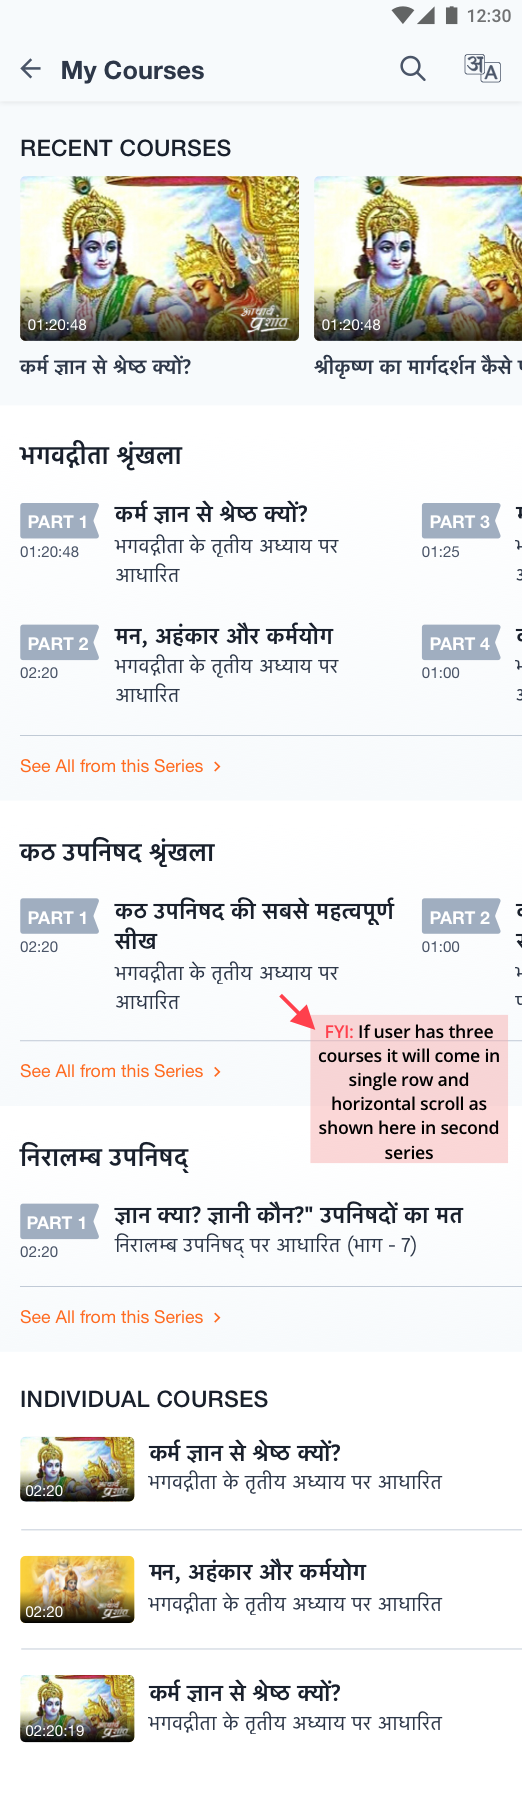 12:30
My Courses
अ A
RECENT COURSES
01:20:48
आचार्य
प्रशांत
01:20:48
कर्म ज्ञान से श्रेष्ठ क्यों?
श्रीकृष्ण का मार्गदर्शन कैसे
भगवद्गीता श्रृंखला
PART 1
कर्म ज्ञान से श्रेष्ठ क्यों?
01:20:48
भगवद्गीता के तृतीय अध्याय पर
आधारित
PART 3
01:25
PART 2
मन, अहंकार और कर्मयोग
02:20
भगवद्गीता के तृतीय अध्याय पर
आधारित
PART 4
01:00
See All from this Series
कठ उपनिषद श्रृंखला
PART 1
कठ उपनिषद की सबसे महत्वपूर्ण
सीख
02:20
भगवद्गीता के तृतीय अध्याय पर
आधारित
PART 2
01:00
See All from this Series
FYI: If user has three
courses it will come in
single row and
horizontal scroll as
shown here in second
series
निरालम्ब उपनिषद्
PART 1
ज्ञान क्या? ज्ञानी कौन?" उपनिषदों का मत
02:20
निरालम्ब उपनिषद् पर आधारित (भाग - 7)
See All from this Series
INDIVIDUAL COURSES
02:20
कर्म ज्ञान से श्रेष्ठ क्यों?
भगवद्गीता के तृतीय अध्याय पर आधारित
02:20
मन, अहंकार और कर्मयोग
भगवद्गीता के तृतीय अध्याय पर आधारित
02:20:19
कर्म ज्ञान से श्रेष्ठ क्यों?
भगवद्गीता के तृतीय अध्याय पर आधारित